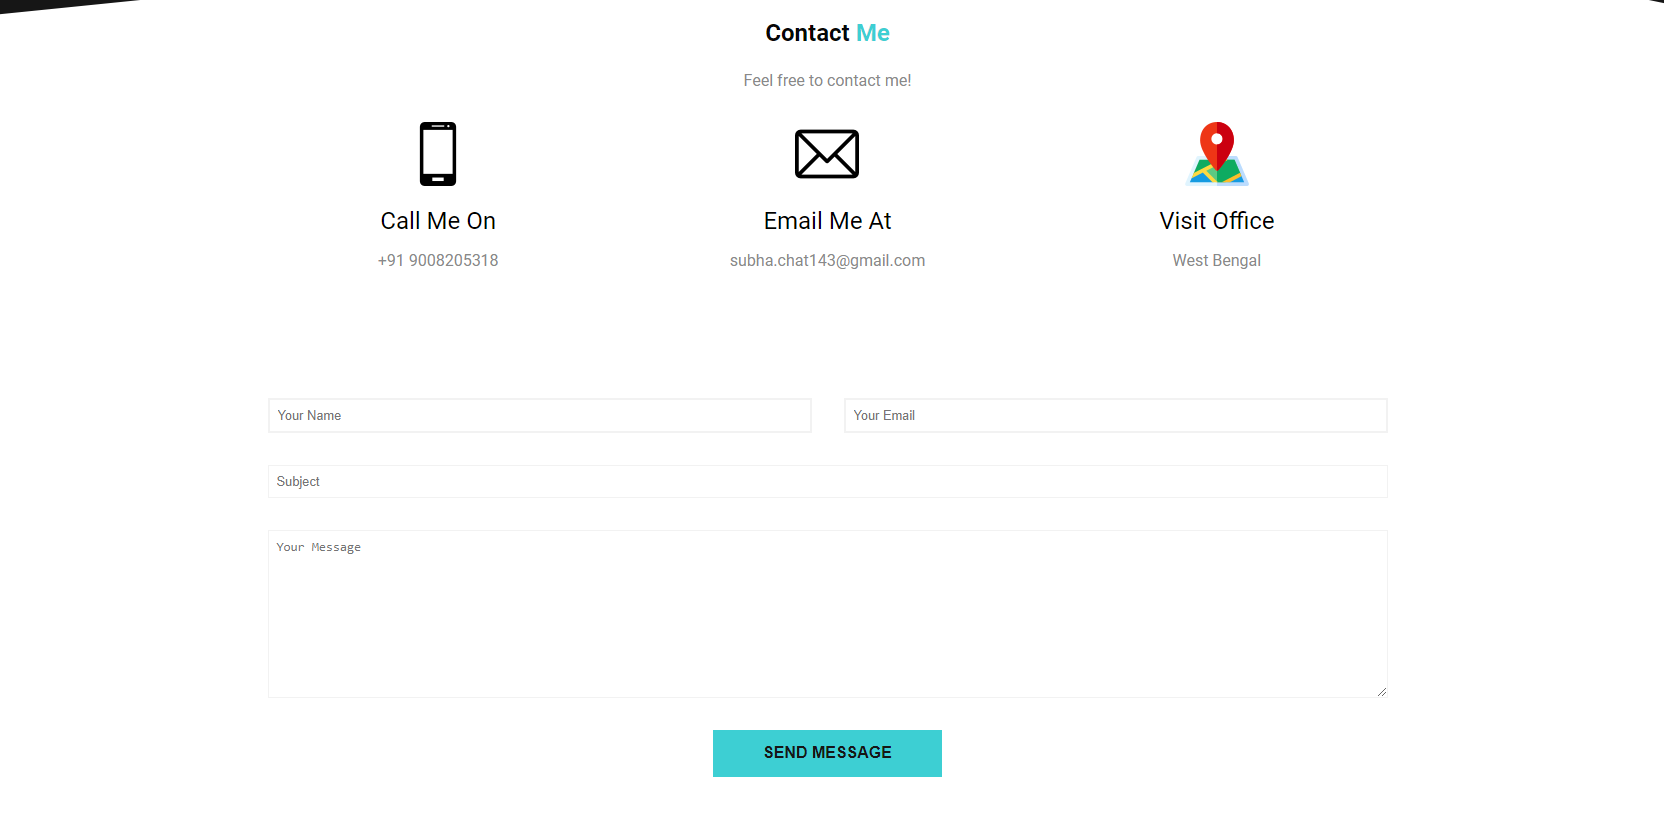 Contact Me
Feel free to contact me!
Call Me On
+91 9008205318
Email Me At
subha.chat143@gmail.com
Visit Office
West Bengal
Your Name
Your Email
Subject
Your Message
SEND MESSAGE